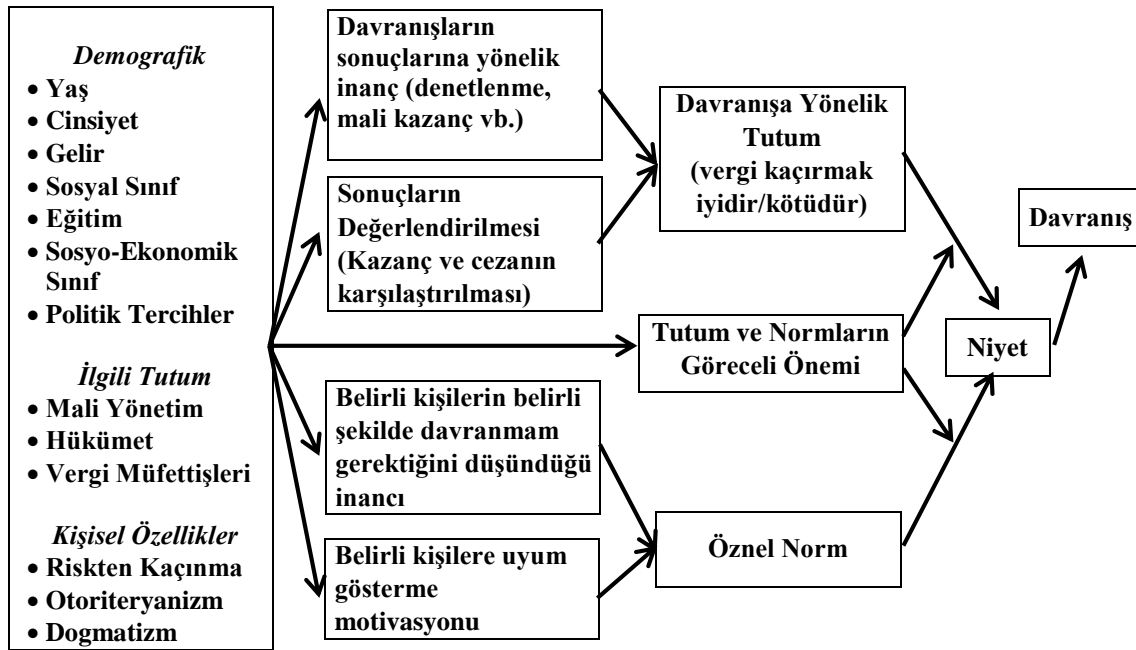 Demografik
• Yaş
• Cinsiyet
• Gelir
• Sosyal Sınıf
• Eğitim
• Sosyo-Ekonomik
Sınıf
• Politik Tercihler
İlgili Tutum
• Mali Yönetim
• Hükümet
• Vergi Müfettişleri
Kişisel Özellikler
• Riskten Kaçınma
• Otoriteryanizm
• Dogmatizm
Davranışların
sonuçlarına yönelik
inanç (denetlenme,
mali kazanç vb.)
Sonuçların
Değerlendirilmesi
(Kazanç ve cezanın
karşılaştırılması)
Belirli kişilerin belirli
şekilde davranmam
gerektiğini düşündüğü
inancı
Belirli kişilere uyum
gösterme
motivasyonu
Davranışa Yönelik
Tutum
(vergi kaçırmak
iyidir/kötüdür)
Tutum ve Normların
Göreceli Önemi
Öznel Norm
Niyet
Davranış